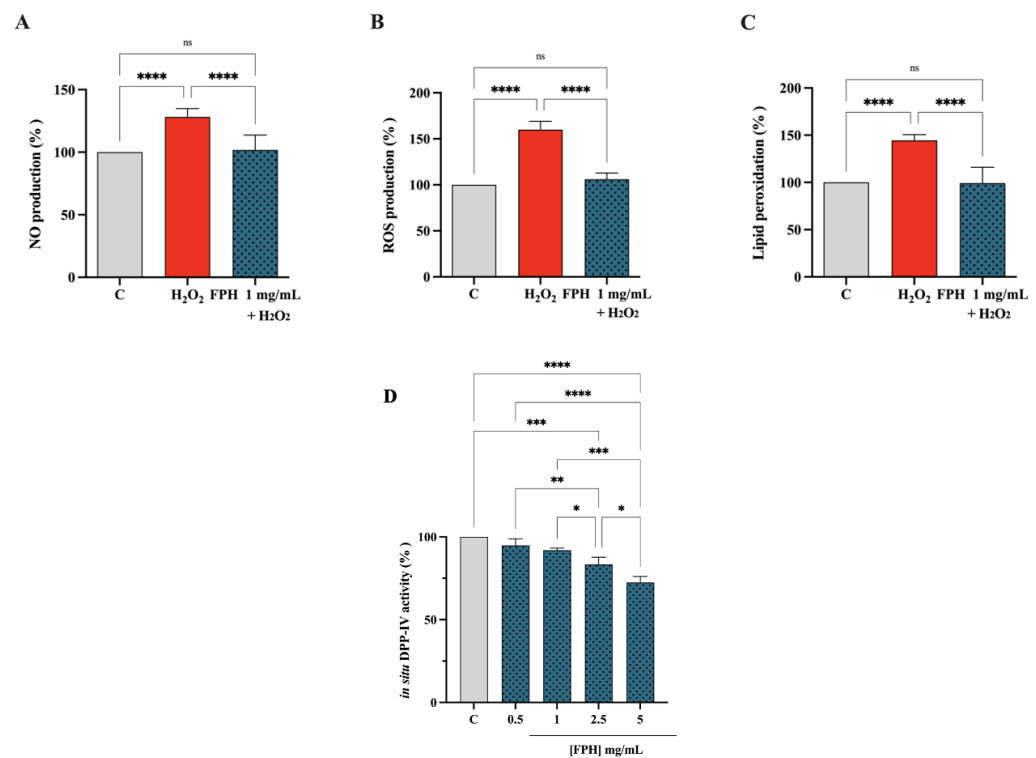 A
ns
**** ****
NO production (%)
150
100
50
0
C
H₂O₂
FPH 1 mg/mL
+ H₂O₂
B
ns
**** ****
ROS production (%)
200
150
100
50
0
C
H₂O₂
FPH 1 mg/mL
+ H₂O₂
C
ns
**** ****
Lipid peroxidation (%)
200
150
100
50
0
C
H₂O₂
FPH 1 mg/mL
+ H₂O₂
D
****
****
***
***
**
* *
in situ DPP-IV activity (%)
100
50
0
C 0.5 1 2.5 5
[FPH] mg/mL